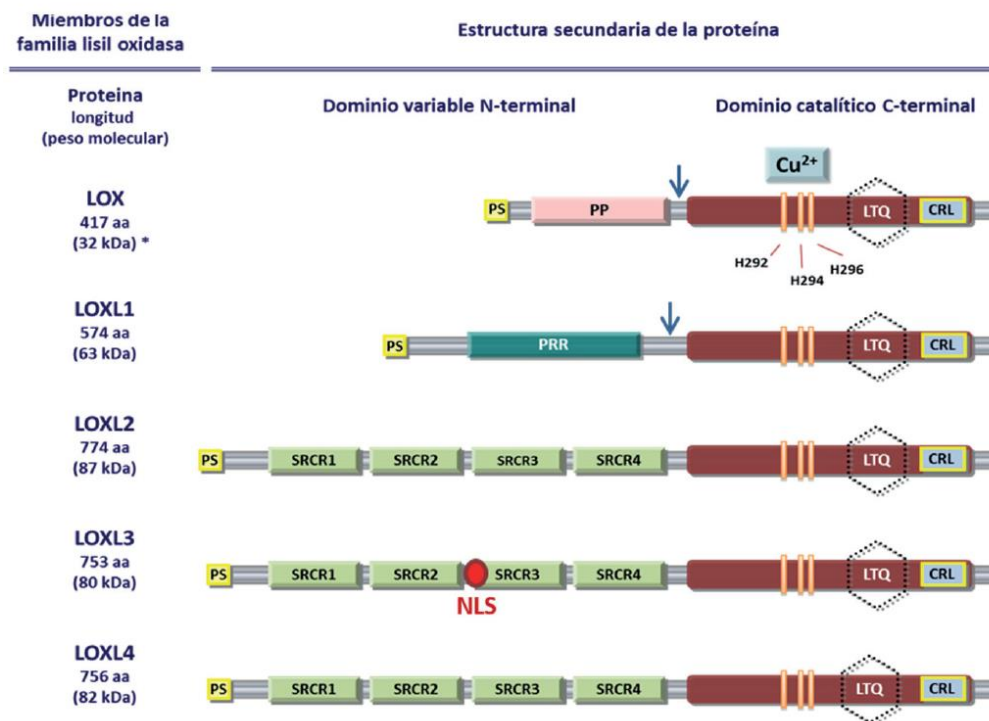 Miembros de la
familia lisil oxidasa
Estructura secundaria de la proteína
Proteina
longitud
(peso molecular)
Dominio variable N-terminal
Dominio catalítico C-terminal
Cu2+
LOX
417 aa
(32 kDa) *
PS PP LTQ CRL
H292
H294
H296
LOXL1
574 aa
(63 kDa)
PS PRR LTQ CRL
LOXL2
774 aa
(87 kDa)
PS SRCR1 SRCR2 SRCR3 SRCR4 LTQ CRL
LOXL3
753 aa
(80 kDa)
PS SRCR1 SRCR2 SRCR3 SRCR4 LTQ CRL
NLS
LOXL4
756 aa
(82 kDa)
PS SRCR1 SRCR2 SRCR3 SRCR4 LTQ CRL